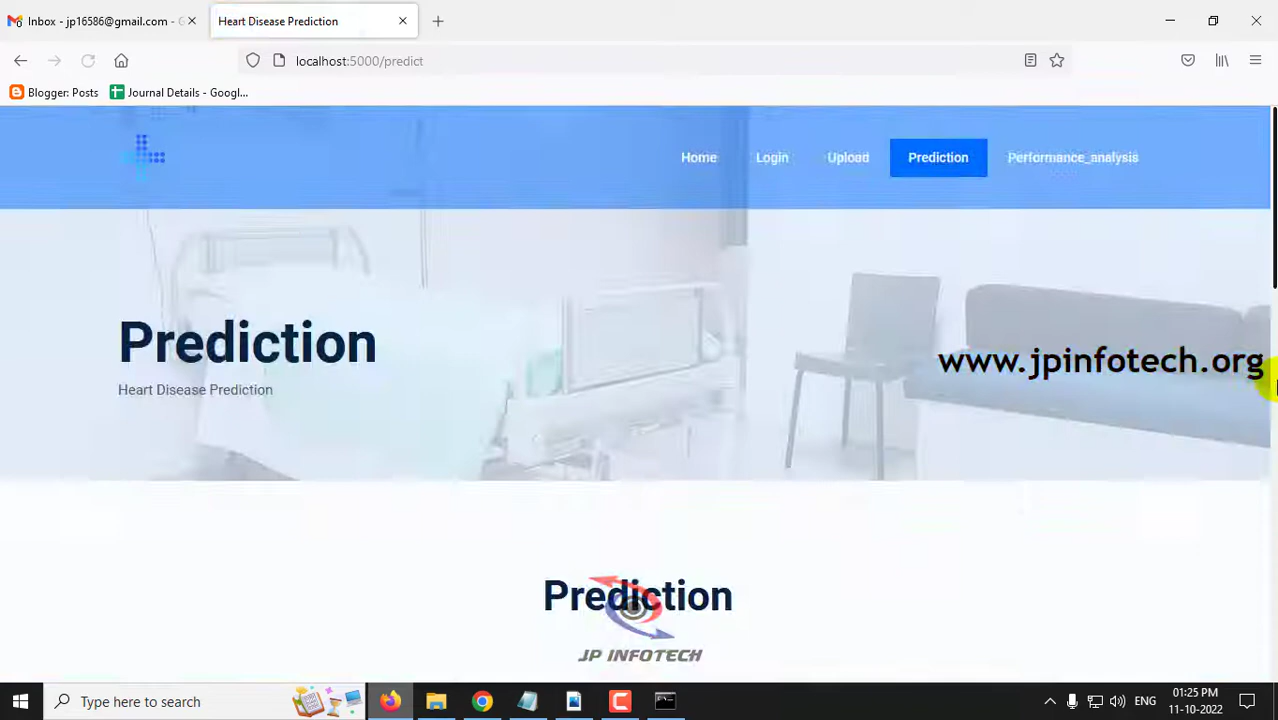 Inbox - jp16586@gmail.com - G
Heart Disease Prediction
localhost:5000/predict
Blogger: Posts
Journal Details - Googl...
Home
Login
Upload
Prediction
Performance_analysis
Prediction
Heart Disease Prediction
www.jpinfotech.org
Prediction
JP INFOTECH
Type here to search
ENG
01:25 PM
11-10-2022